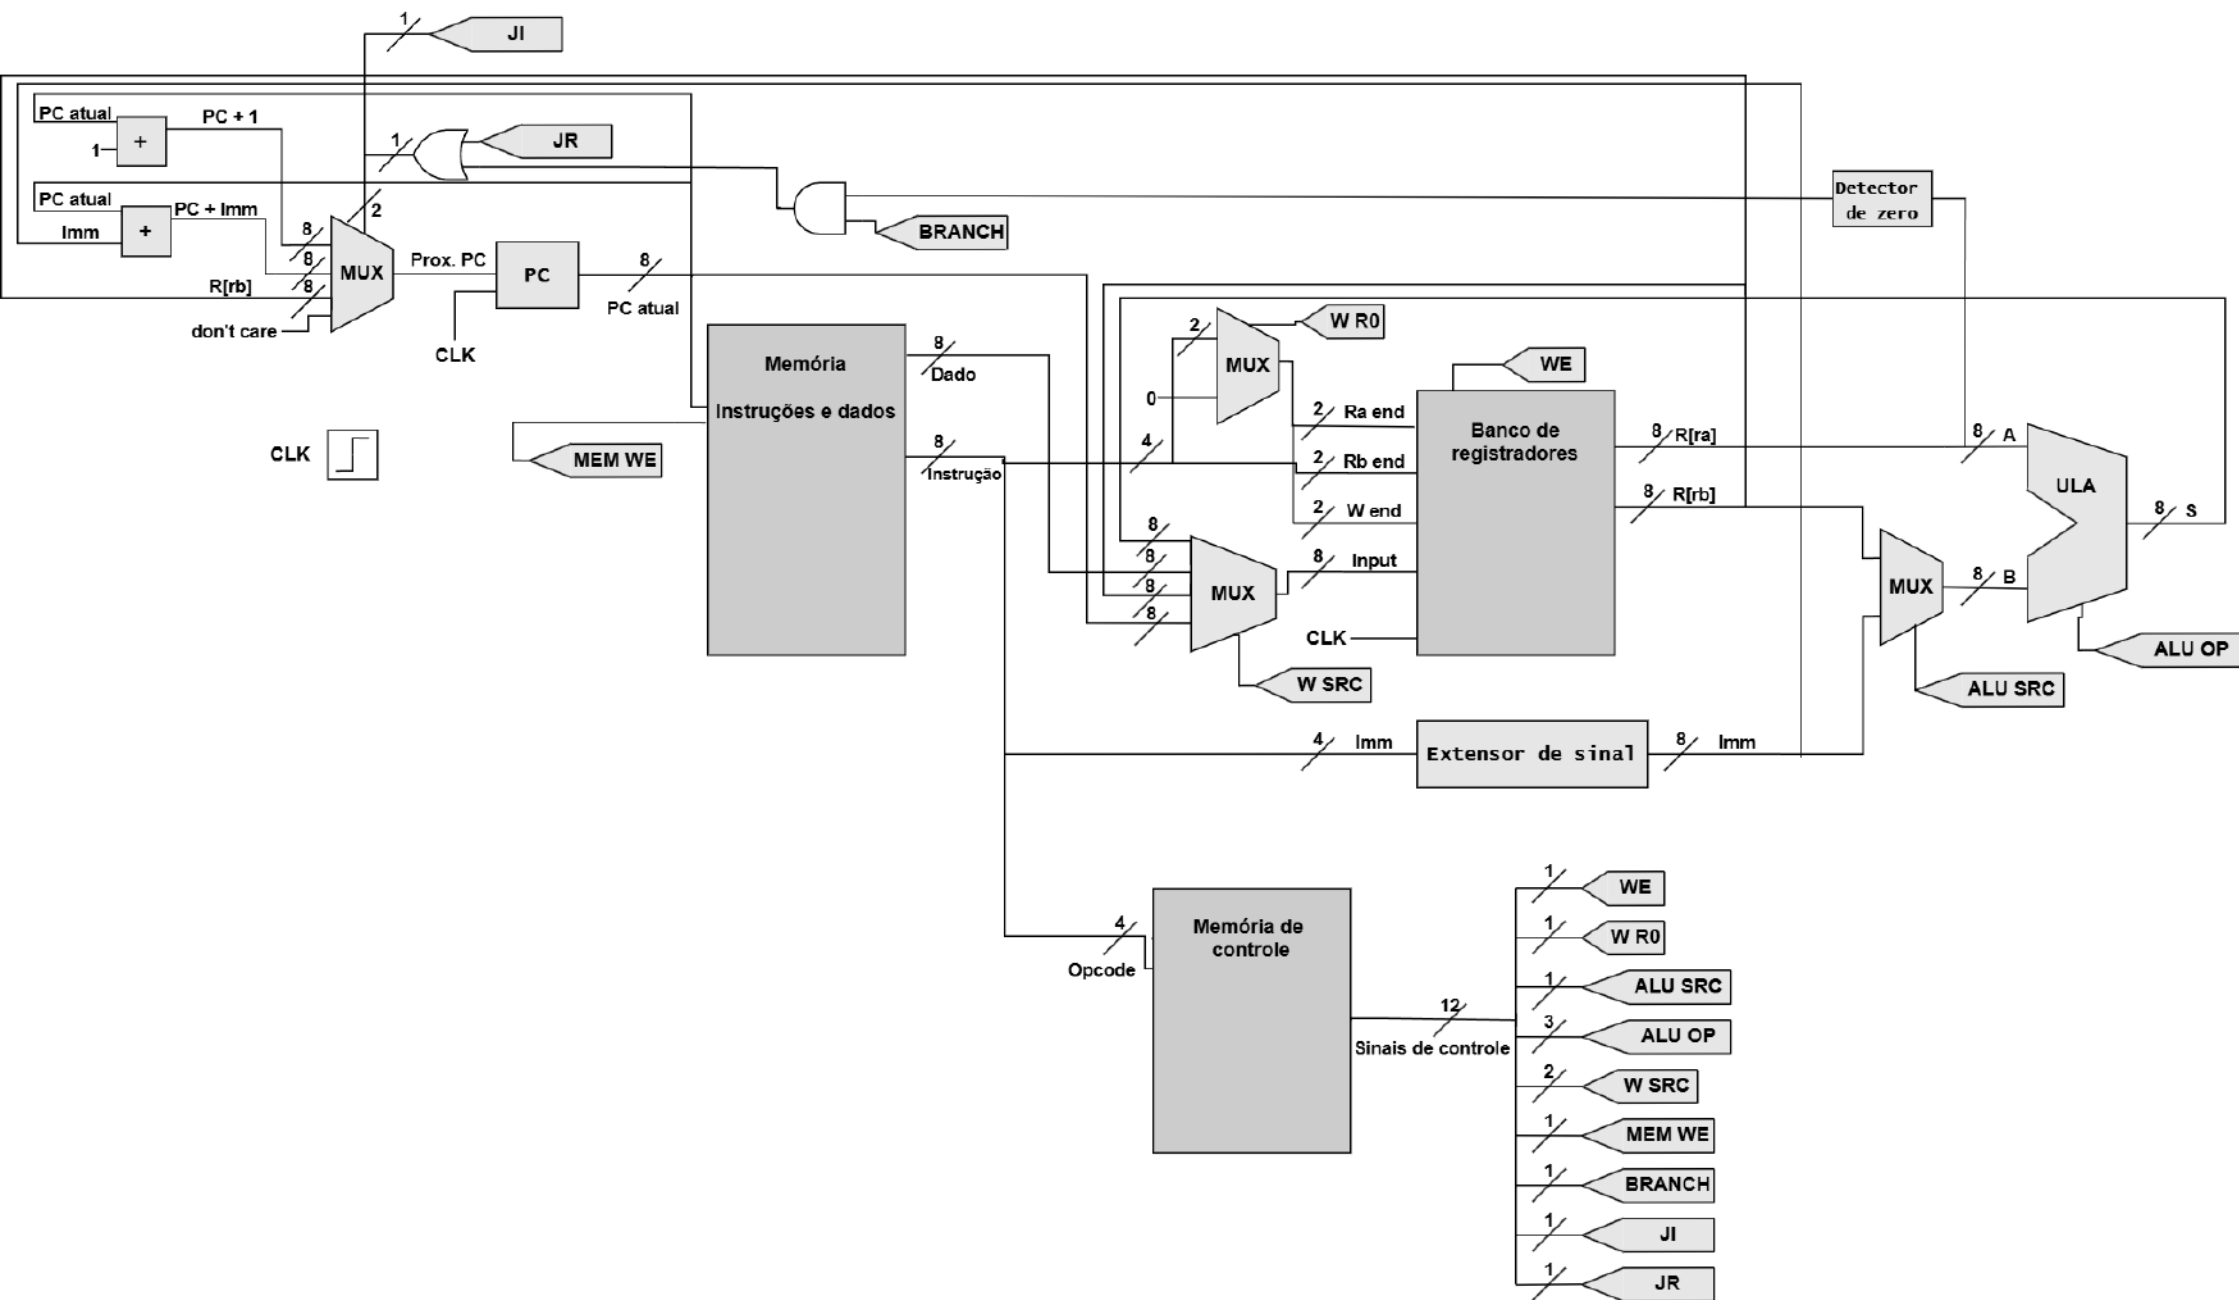 1
JI
PC atual
PC + 1
+
1
1
JR
PC atual
PC + Imm
+
Imm
2
8
8
8
R[rb]
don't care
MUX
Prox. PC
PC
CLK
8
PC atual
BRANCH
Detector
de zero
CLK
MEM WE
Memória
Instruções e dados
8
Dado
8
Instrução
2
MUX
W R0
0
4
WE
2
Ra end
2
Rb end
2
W end
8
Input
CLK
Banco de
registradores
8
8
8
8
MUX
W SRC
8
R[ra]
8
R[rb]
8
A
8
B
MUX
ULA
8
S
ALU OP
ALU SRC
4
Imm
Extensor de sinal
8
Imm
4
Opcode
Memória de
controle
12
Sinais de controle
1
WE
1
W R0
1
ALU SRC
3
ALU OP
2
W SRC
1
MEM WE
1
BRANCH
1
JI
1
JR